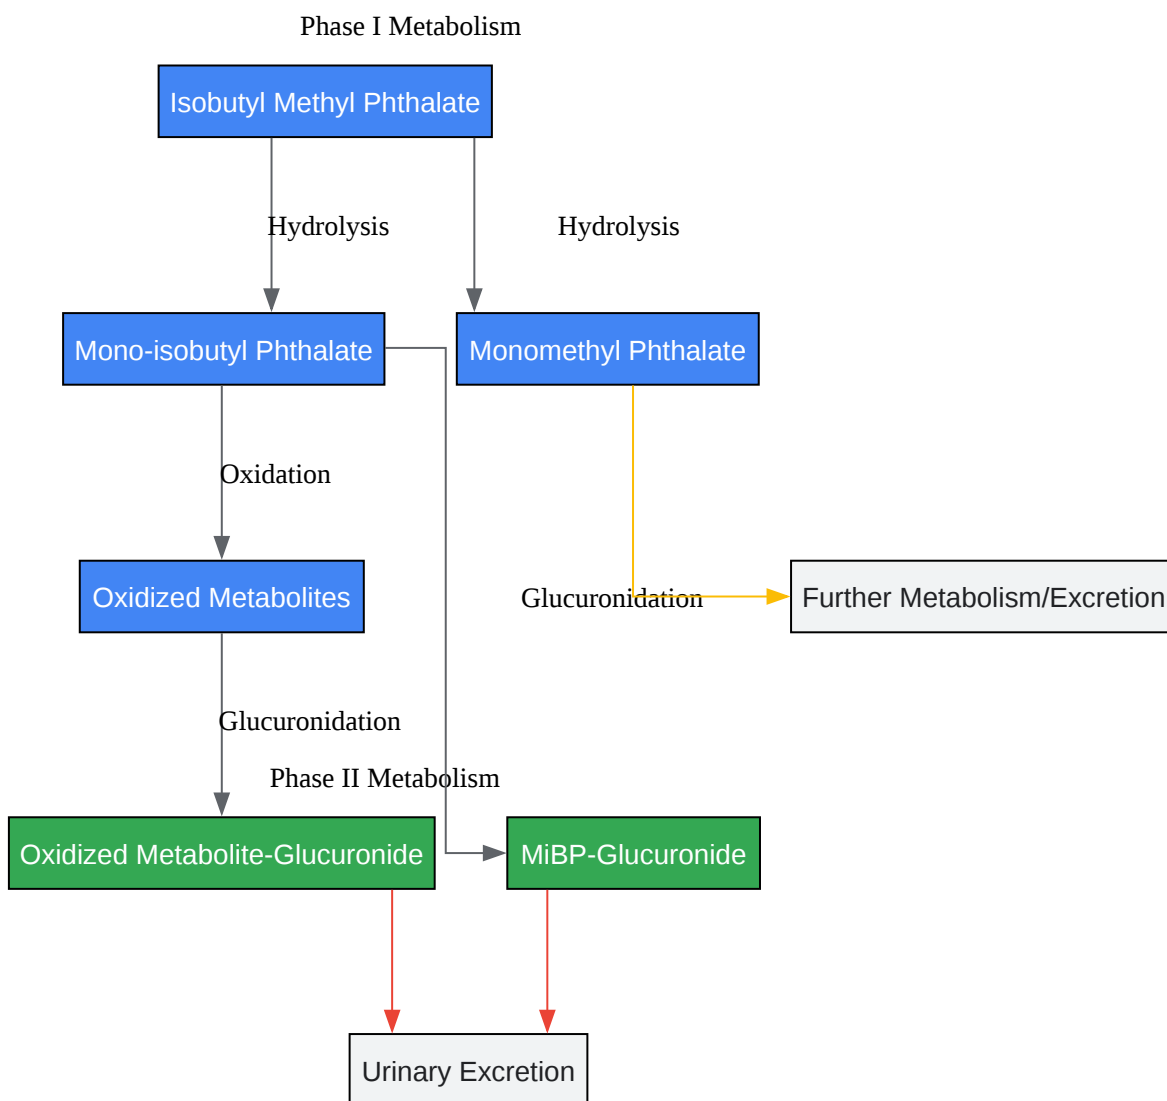 Phase I Metabolism
Isobutyl Methyl Phthalate
Hydrolysis
Hydrolysis
Mono-isobutyl Phthalate
Monomethyl Phthalate
Oxidation
Oxidized Metabolites
Glucuronidation
Further Metabolism/Excretion
Glucuronidation
Phase II Metabolism
Oxidized Metabolite-Glucuronide
MiBP-Glucuronide
Urinary Excretion